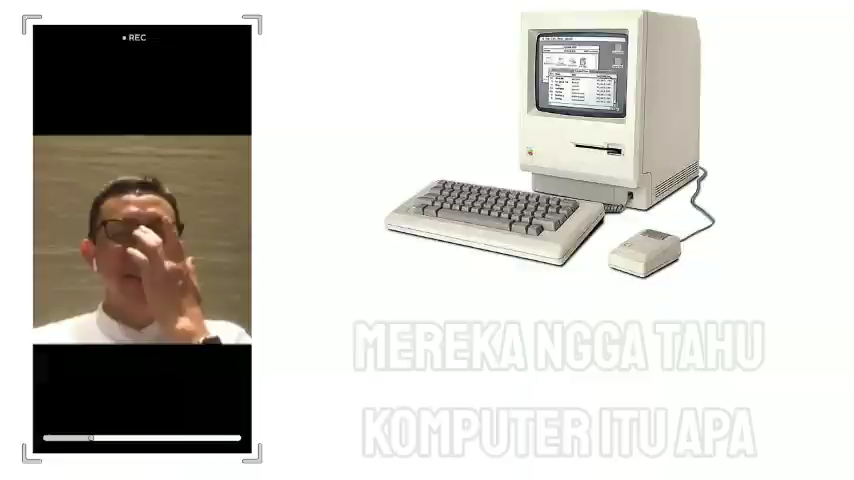 • REC
MEREKA NGGA TAHU
KOMPUTER ITU APA